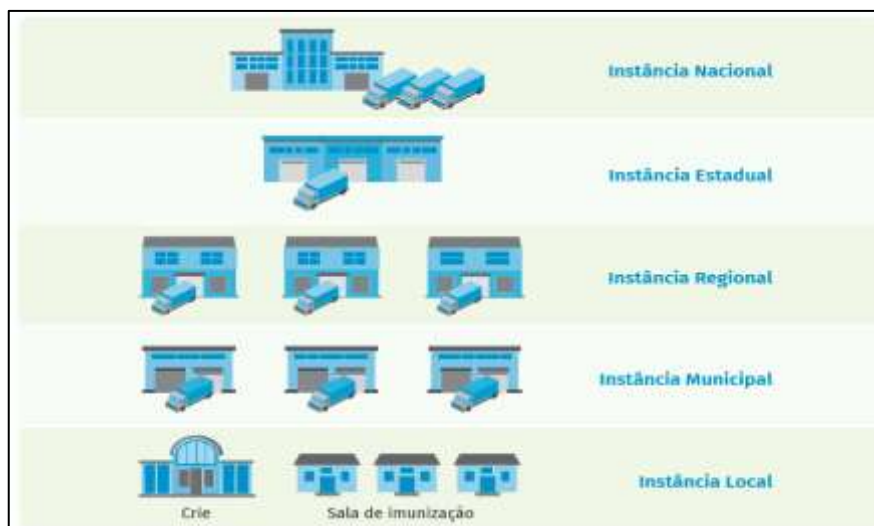 Instância Nacional
Instância Estadual
Instância Regional
Instância Municipal
Instância Local
Crie
Sala de imunização